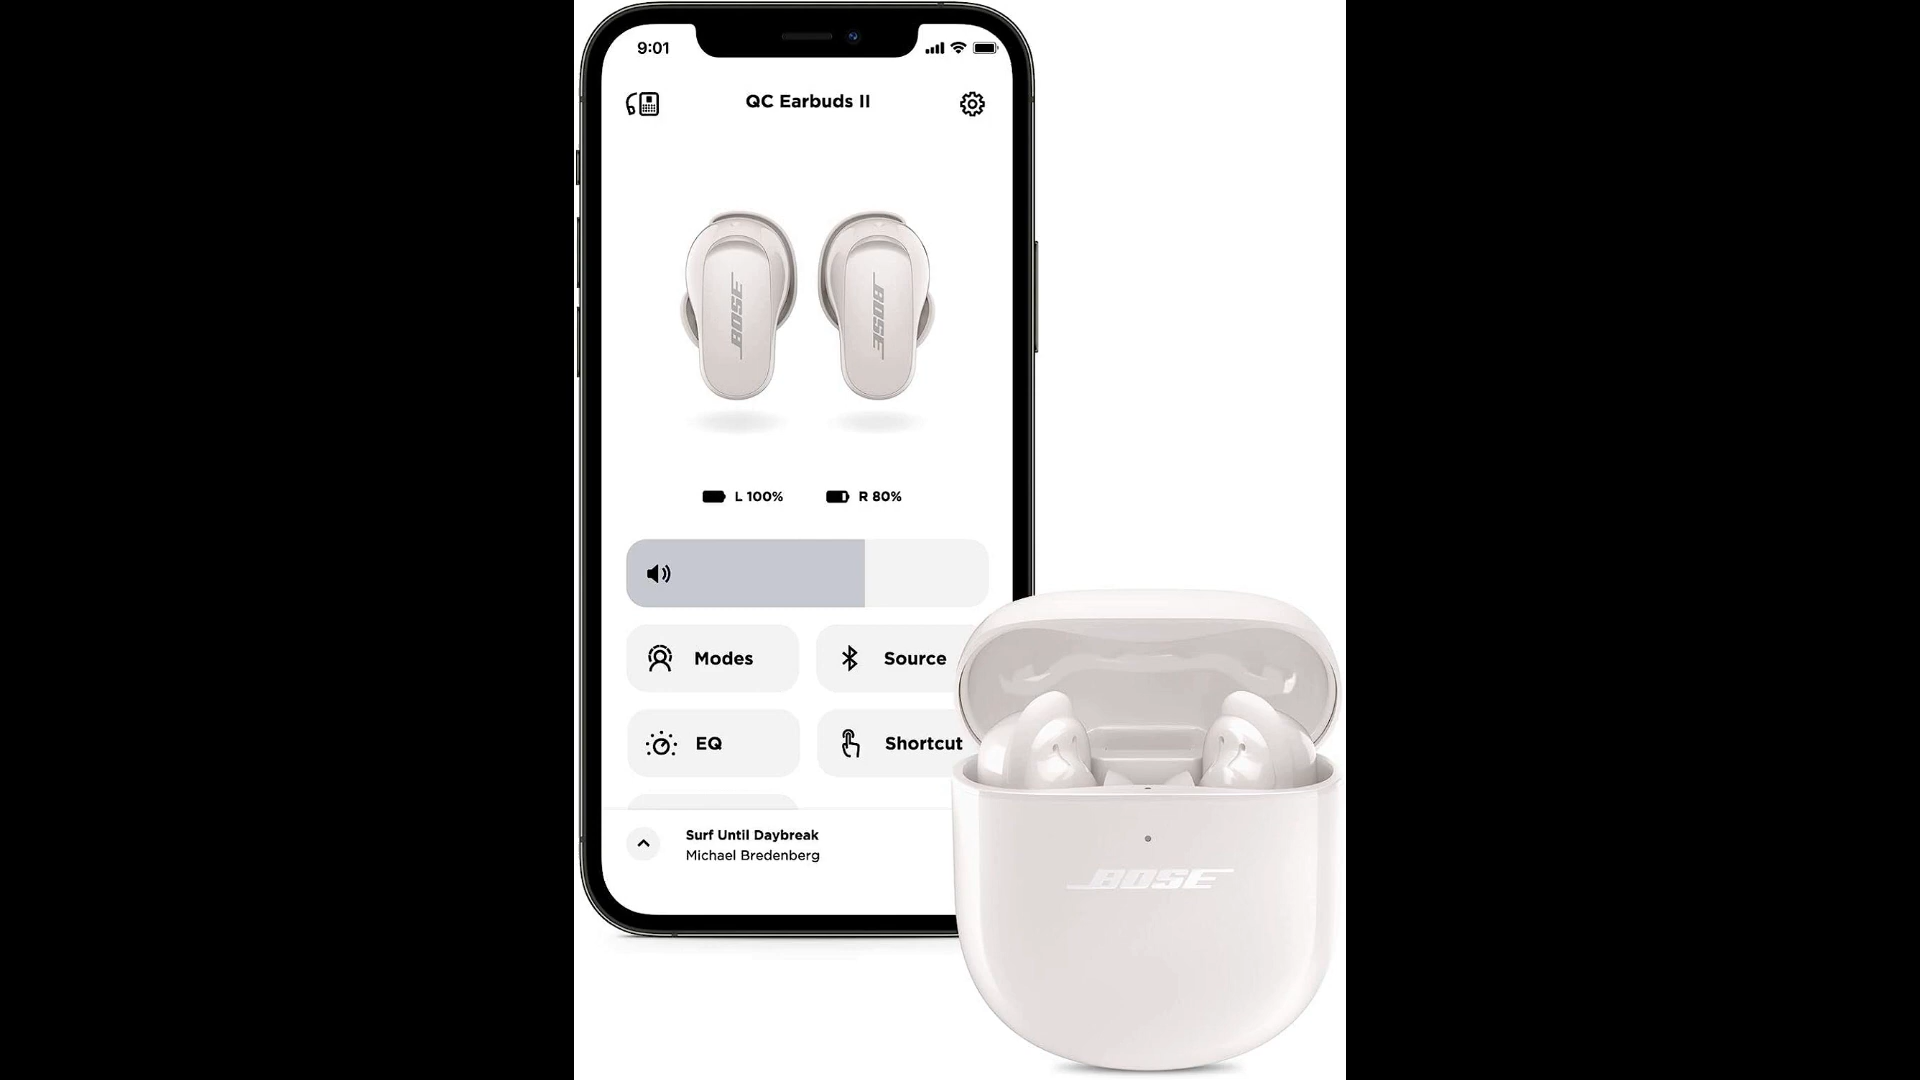 9:01
QC Earbuds II
BOSE
BOSE
L 100%
R 80%
Modes
Source
EQ
Shortcut
Surf Until Daybreak
Michael Bredenberg
BOSE